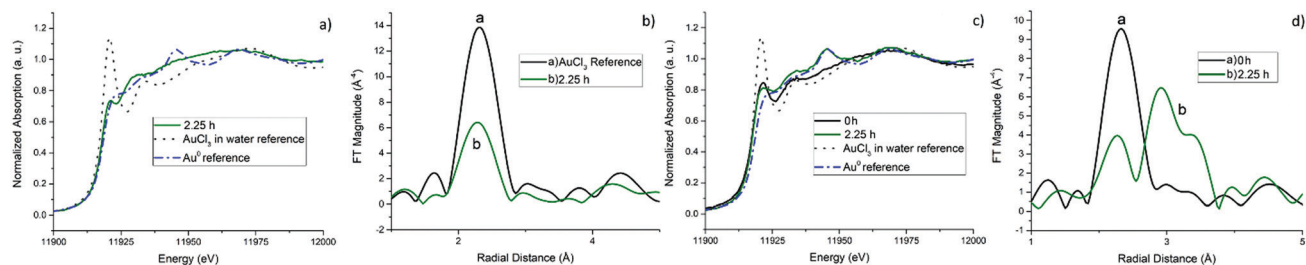 a)
Normalized Absorption (a. u.)
1.2
1.0
0.8
0.6
0.4
0.2
0.0
2.25 h
AuCl₃ in water reference
Au⁰ reference
11900
11925
11950
11975
12000
Energy (eV)
b)
FT Magnitude (Å⁻⁴)
14
12
10
8
6
4
2
0
-2
a
b
a)AuCl₃ Reference
b)2.25 h
2
4
Radial Distance (Å)
c)
Normalized Absorption (a. u.)
1.2
1.0
0.8
0.6
0.4
0.2
0.0
0h
2.25 h
AuCl₃ in water reference
Au⁰ reference
11900
11925
11950
11975
12000
Energy (eV)
d)
FT Magnitude (Å⁻⁴)
10
9
8
7
6
5
4
3
2
1
0
-1
a
b
a)0h
b)2.25 h
1
2
3
4
5
Radial Distance (Å)